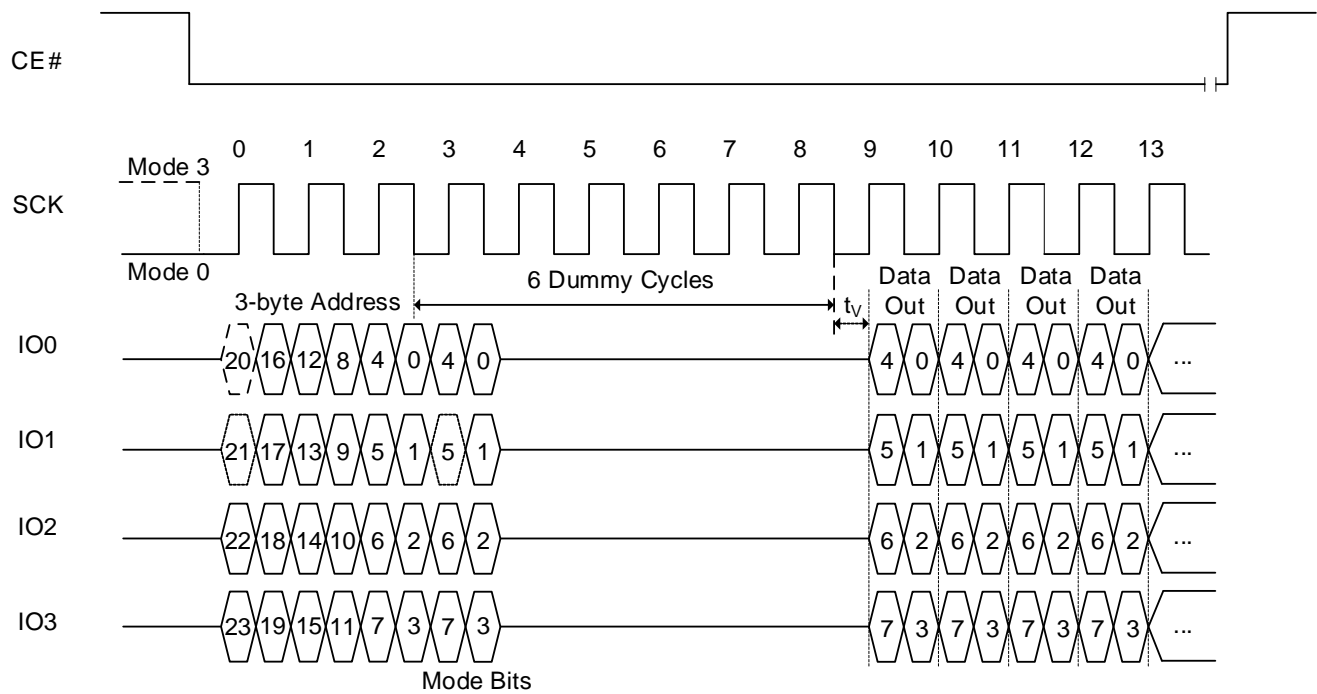 CE#
0 1 2 3 4 5 6 7 8 9 10 11 12 13
Mode 3
SCK
Mode 0
3-byte Address
6 Dummy Cycles
tV
Data Out Data Out Data Out Data Out
IO0 20 16 12 8 4 0 4 0 4 0 4 0 4 0 4 0 ...
IO1 21 17 13 9 5 1 5 1 5 1 5 1 5 1 5 1 ...
IO2 22 18 14 10 6 2 6 2 6 2 6 2 6 2 6 2 ...
IO3 23 19 15 11 7 3 7 3 7 3 7 3 7 3 7 3 ...
Mode Bits